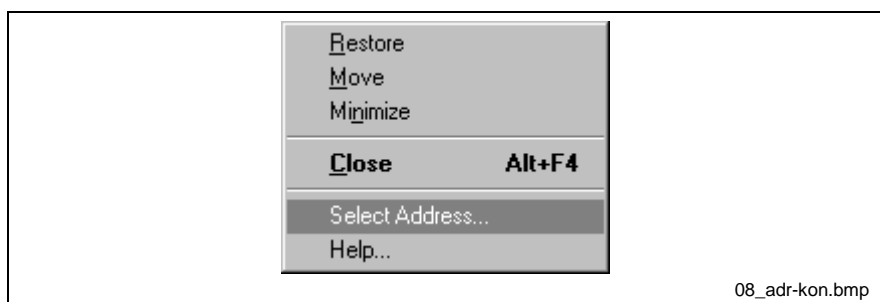 Restore
Move
Minimize
Close Alt+F4
Select Address...
Help...
08_adr-kon.bmp